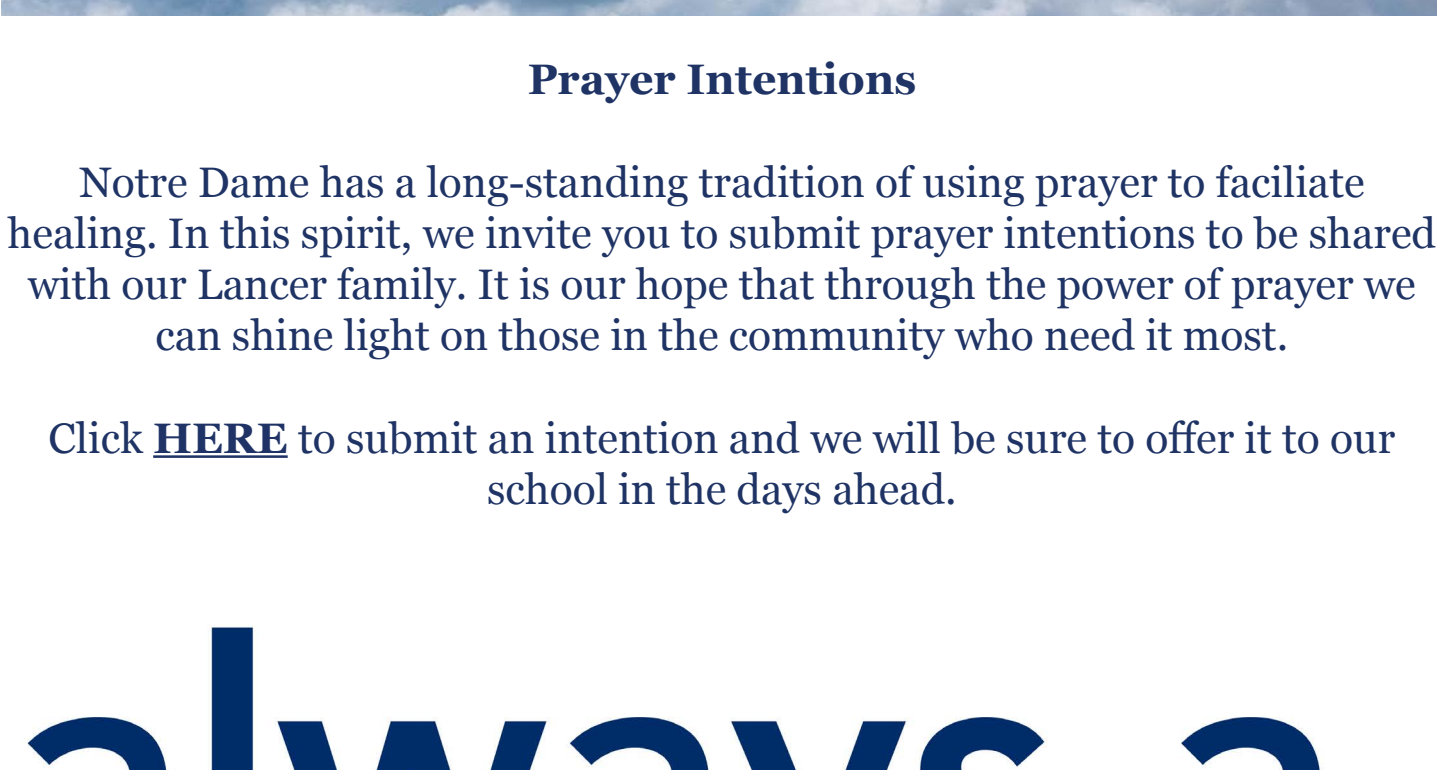 Prayer Intentions
Notre Dame has a long-standing tradition of using prayer to faciliate
healing. In this spirit, we invite you to submit prayer intentions to be shared
with our Lancer family. It is our hope that through the power of prayer we
can shine light on those in the community who need it most.
Click HERE to submit an intention and we will be sure to offer it to our
school in the days ahead.
always a